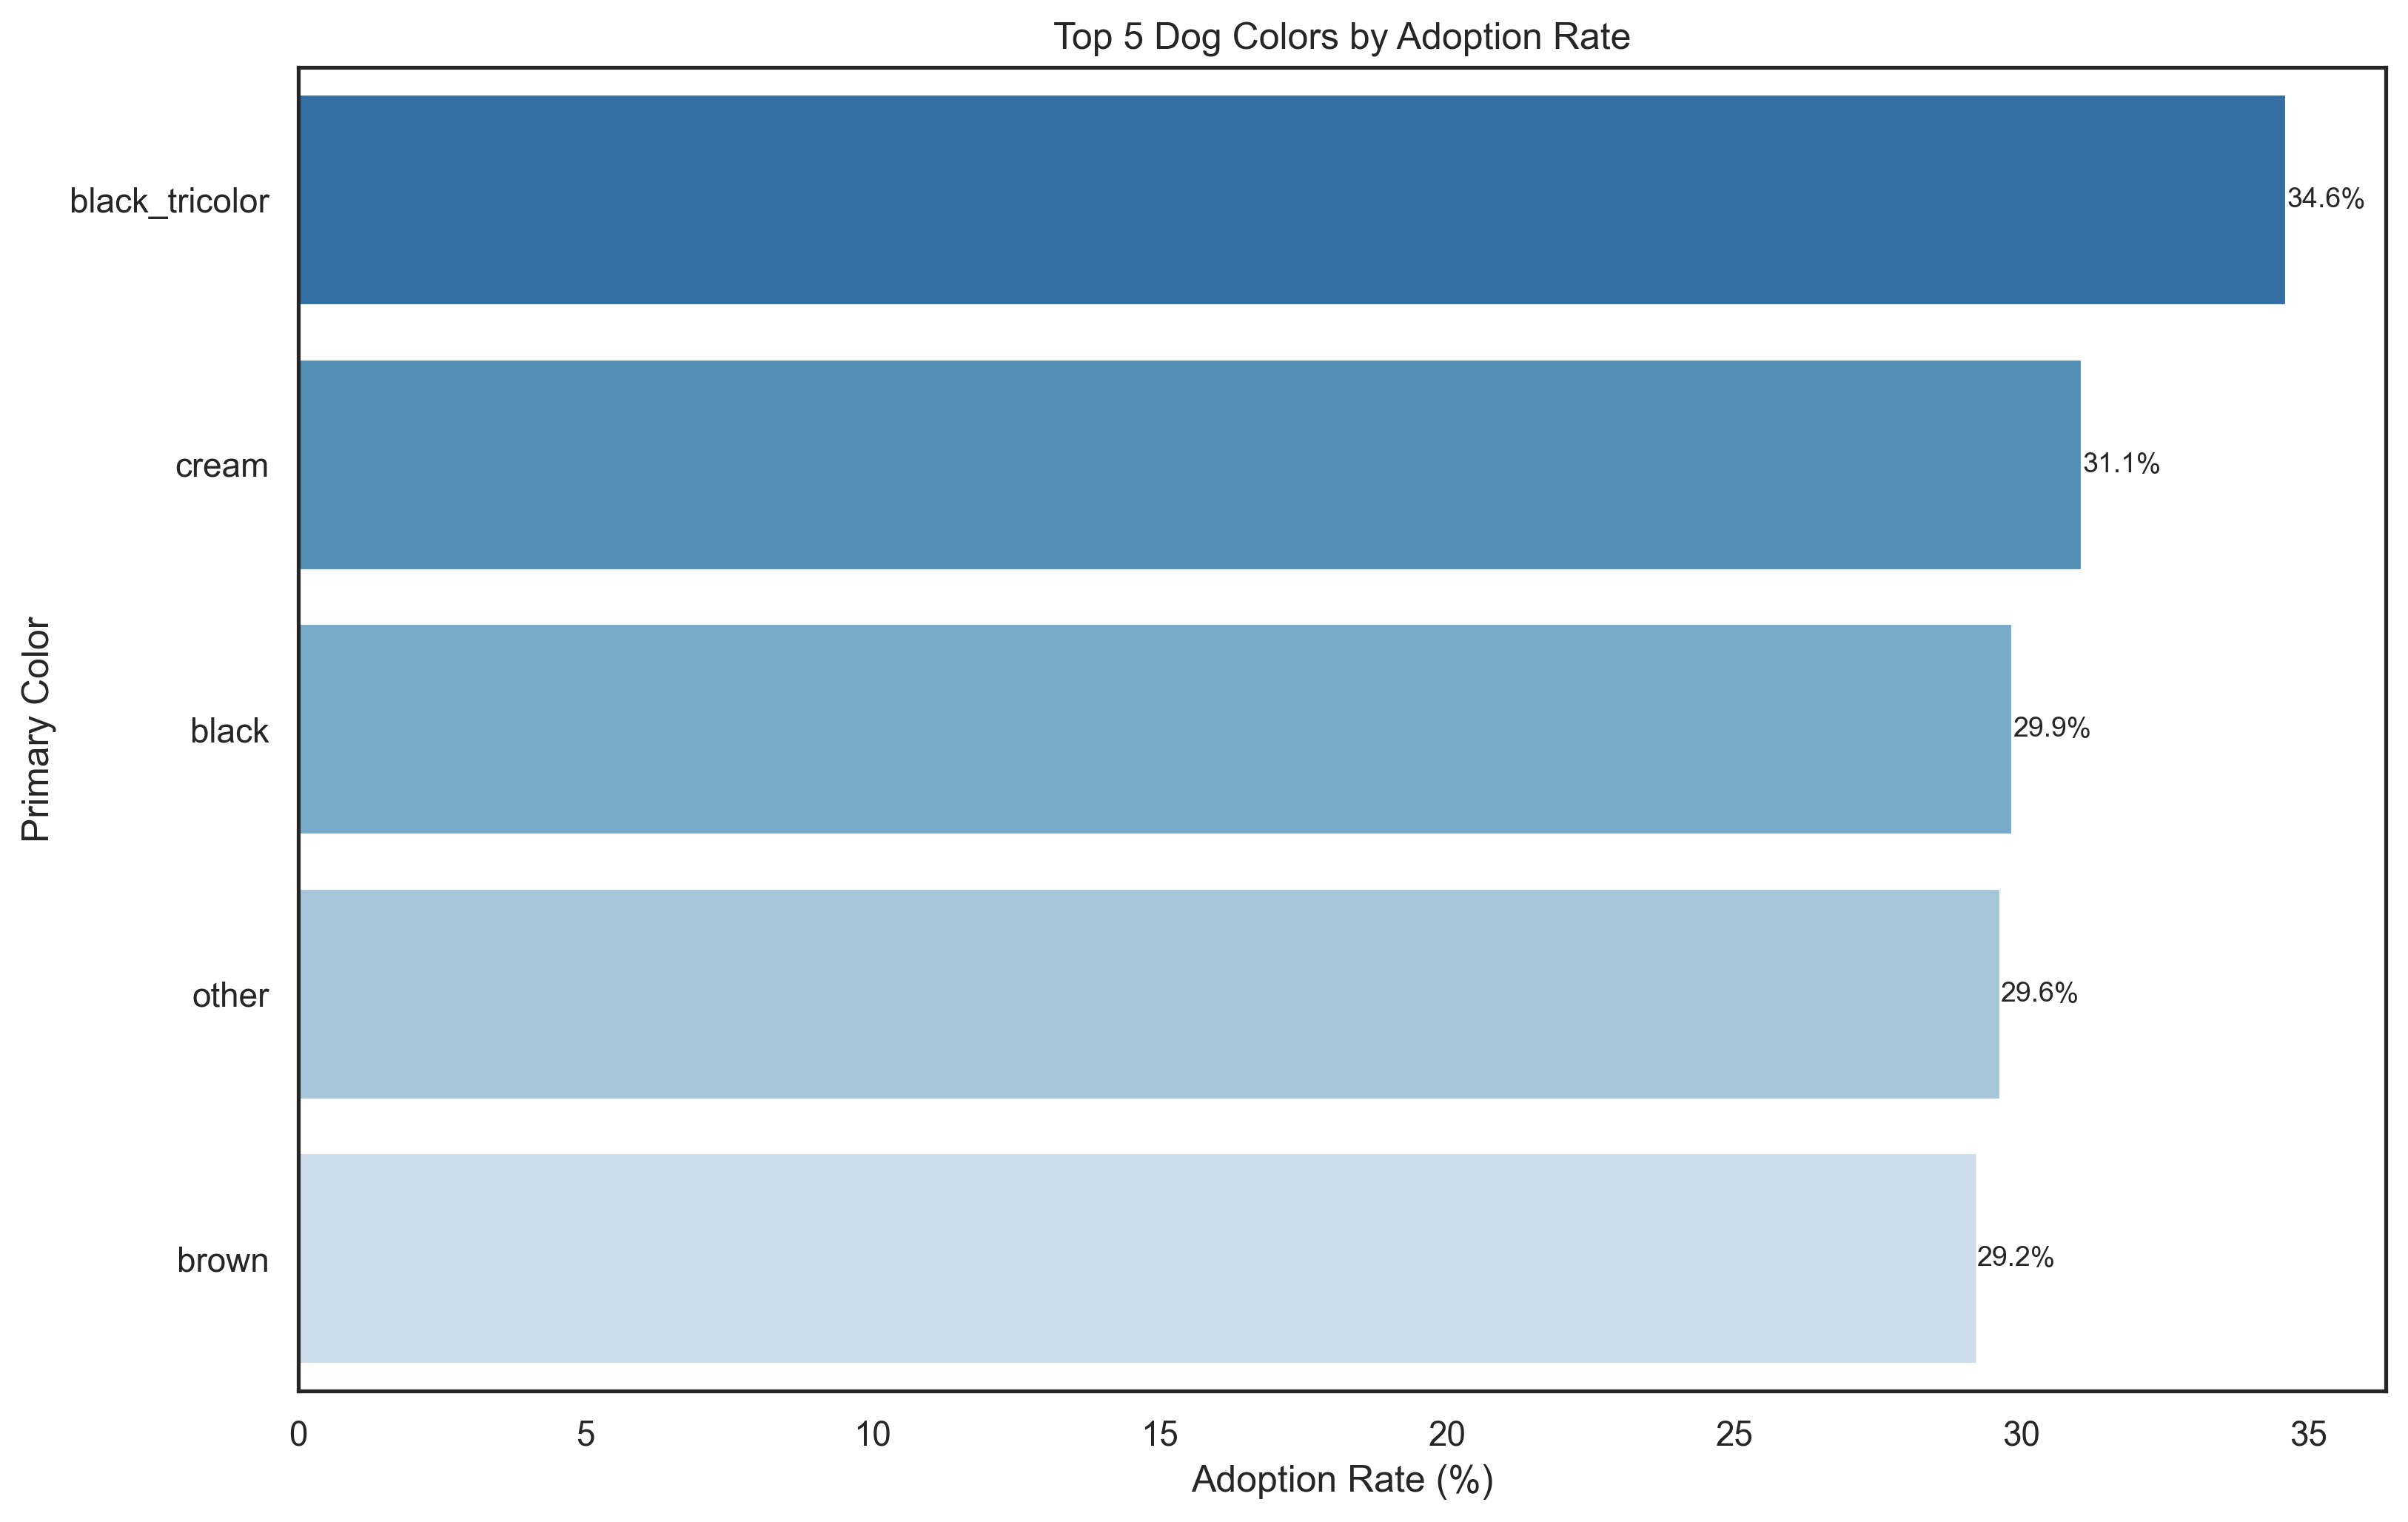 Top 5 Dog Colors by Adoption Rate
Primary Color
black_tricolor
34.6%
cream
31.1%
black
29.9%
other
29.6%
brown
29.2%
0 5 10 15 20 25 30 35
Adoption Rate (%)